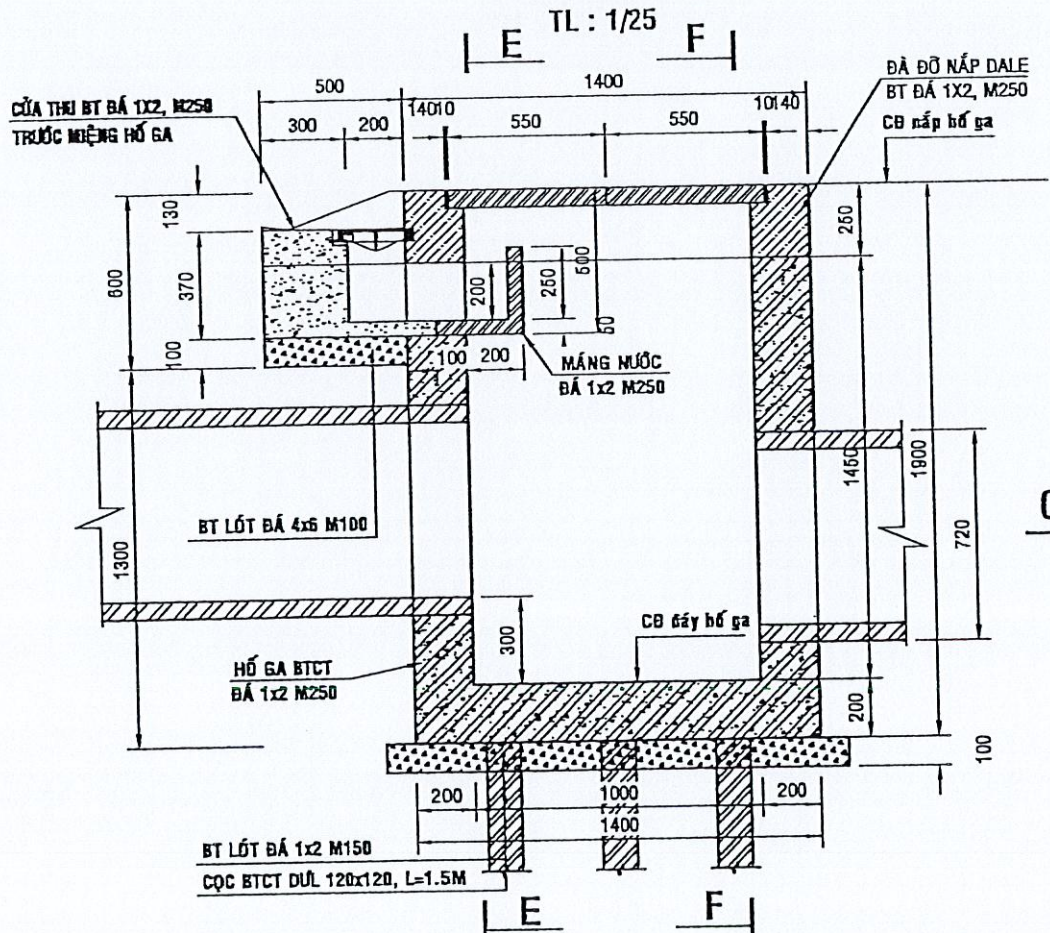 TL : 1/25
E
F
500
1400
140
10
10
140
300
200
550
550
CỬA THU BT ĐÁ 1X2, M250
TRƯỚC MIỆNG HỐ GA
ĐÀ ĐỠ NẮP DALE
BT ĐÁ 1X2, M250
CĐ nắp hố ga
130
600
370
100
250
200
250
500
50
100
200
MÁNG NƯỚC
ĐÁ 1x2 M250
BT LÓT ĐÁ 4x6 M100
1300
1450
1900
720
300
CĐ đáy hố ga
HỐ GA BTCT
ĐÁ 1x2 M250
200
100
200
1000
200
1400
BT LÓT ĐÁ 1x2 M150
CỌC BTCT DƯL 120x120, L=1.5M
E
F